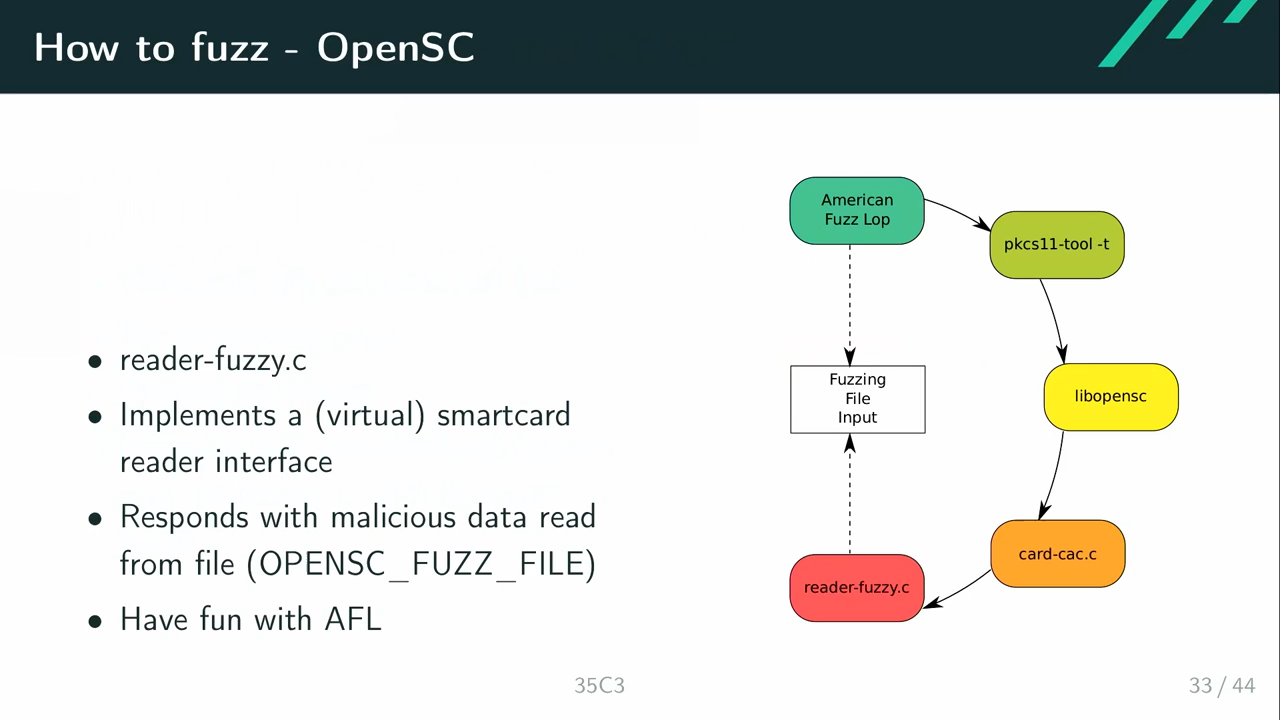 How to fuzz - OpenSC
• reader-fuzzy.c
• Implements a (virtual) smartcard
reader interface
• Responds with malicious data read
from file (OPENSC_FUZZ_FILE)
• Have fun with AFL
American
Fuzz Lop
pkcs11-tool -t
Fuzzing
File
Input
libopensc
card-cac.c
reader-fuzzy.c
35C3
33 / 44